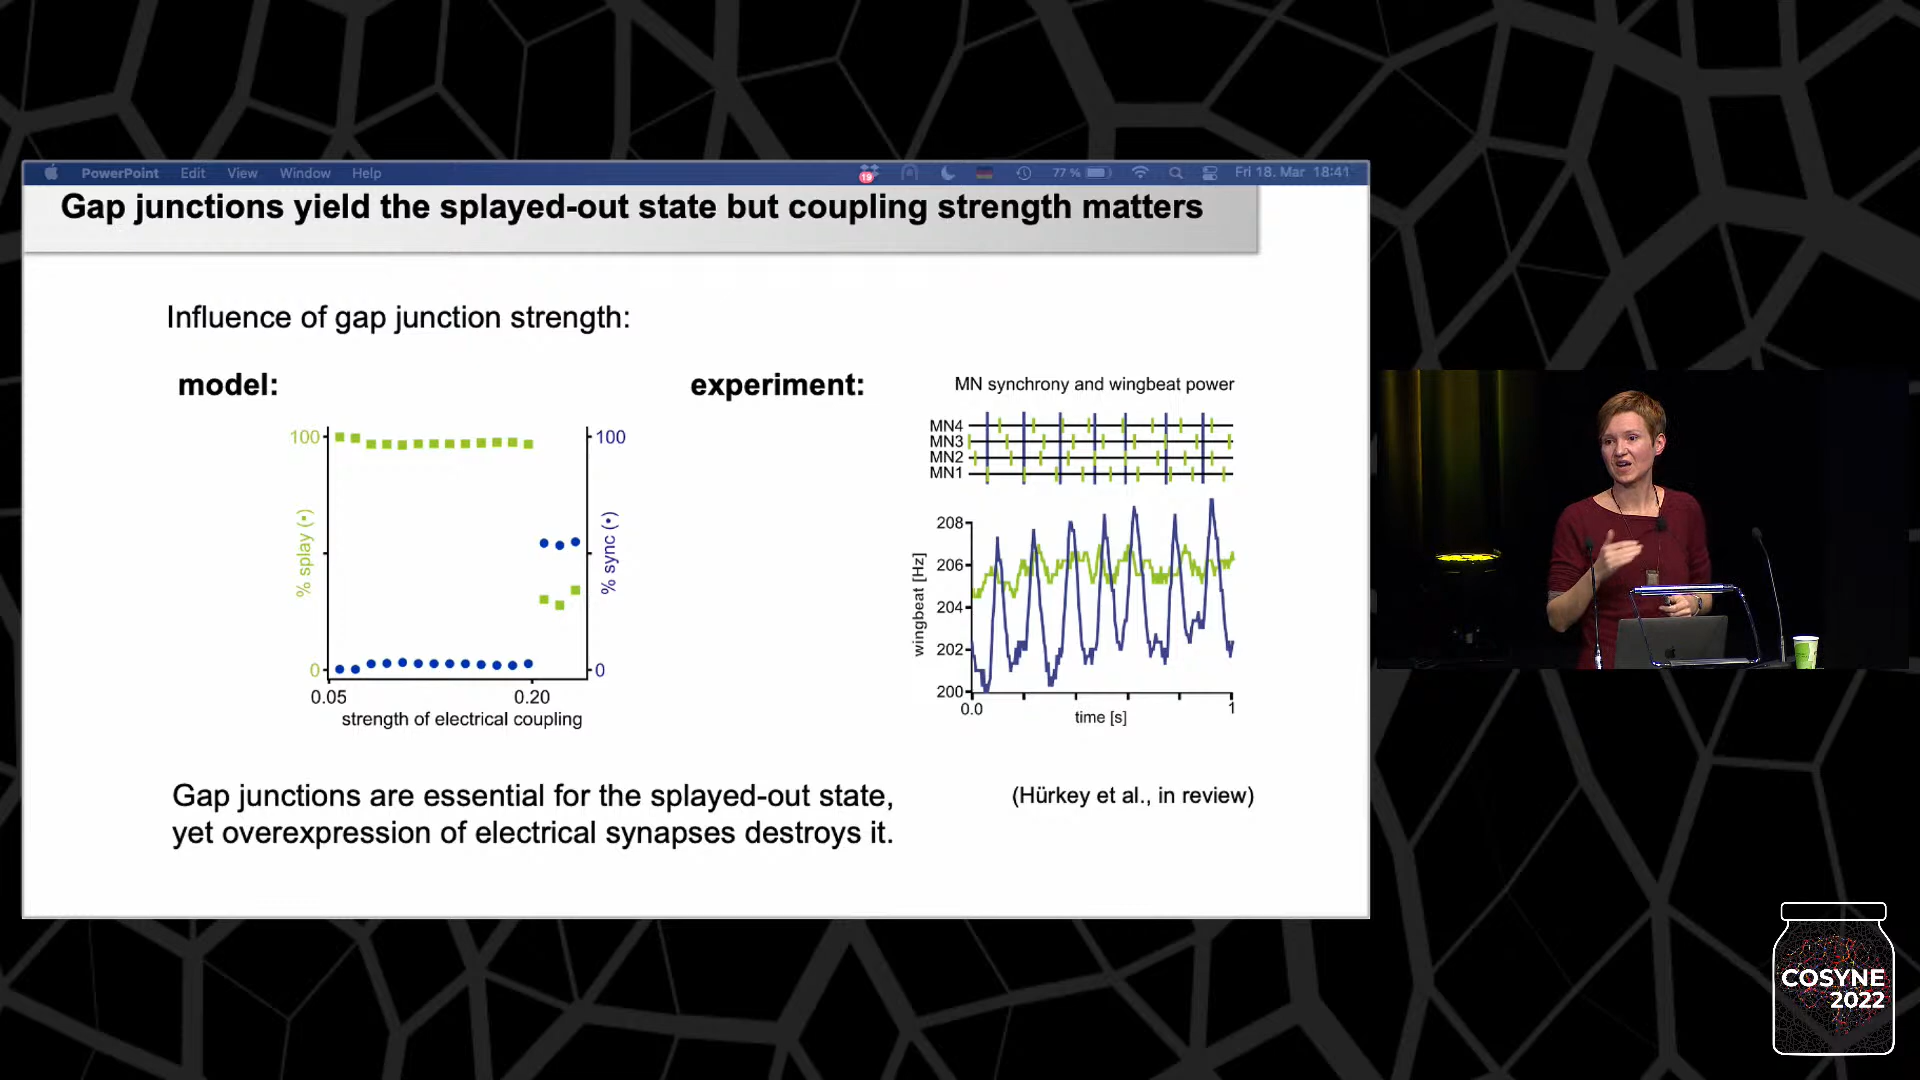 PowerPoint Edit View Window Help
19
77 % Fri 18. Mar 18:41
Gap junctions yield the splayed-out state but coupling strength matters
Influence of gap junction strength:
model:
experiment:
100
0
% splay (▪)
100
0
% sync (•)
0.05
0.20
strength of electrical coupling
MN synchrony and wingbeat power
MN4
MN3
MN2
MN1
208
206
204
202
200
wingbeat [Hz]
0.0
1
time [s]
Gap junctions are essential for the splayed-out state,
yet overexpression of electrical synapses destroys it.
(Hürkey et al., in review)
COSYNE
2022